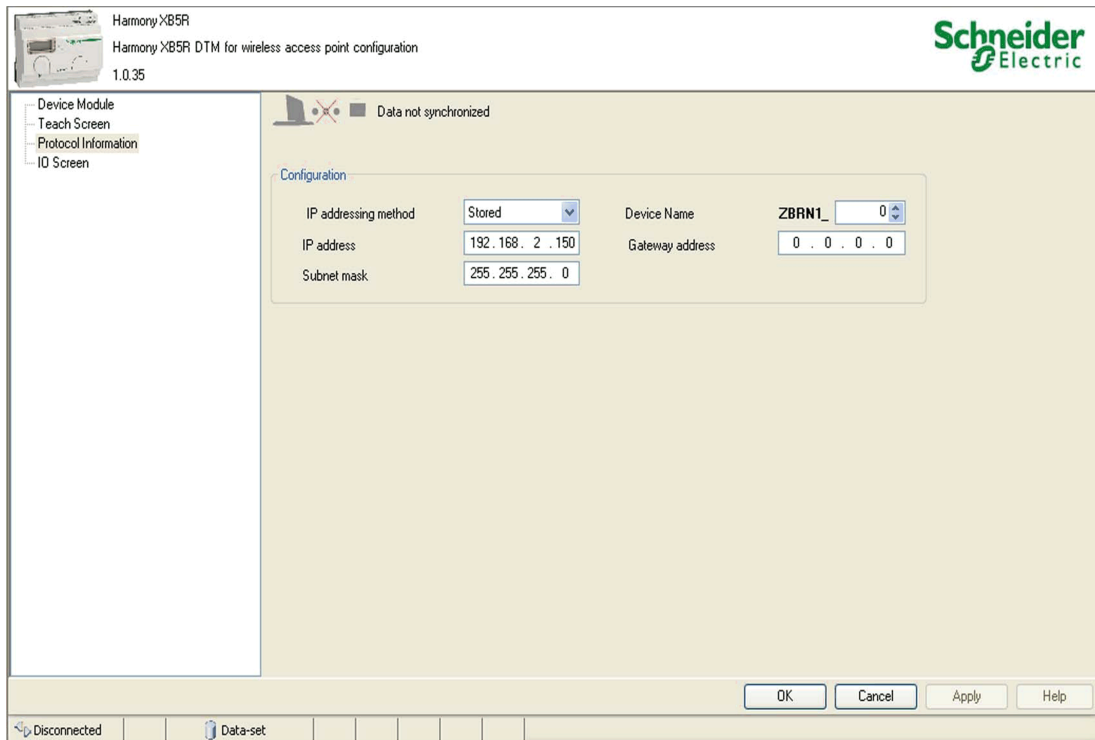 Harmony XB5R
Harmony XB5R DTM for wireless access point configuration
1.0.35
Schneider
Electric
Device Module
Teach Screen
Protocol Information
IO Screen
Data not synchronized
Configuration
IP addressing method Stored Device Name ZBRN1_ 0
IP address 192.168. 2 .150 Gateway address 0 . 0 . 0 . 0
Subnet mask 255.255.255. 0
OK Cancel Apply Help
Disconnected Data-set